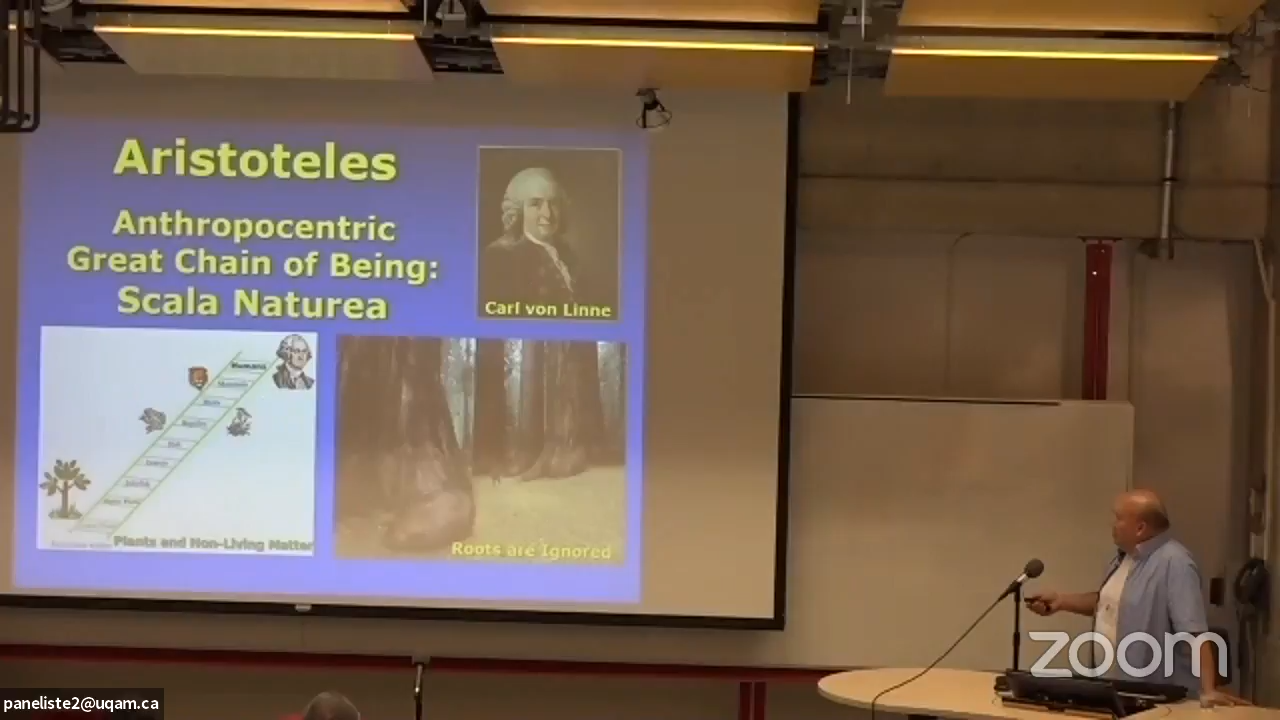 Aristoteles
Anthropocentric
Great Chain of Being:
Scala Naturea
Carl von Linne
Humans
Plants and Non-Living Matter
Roots are Ignored
zoom
paneliste2@uqam.ca